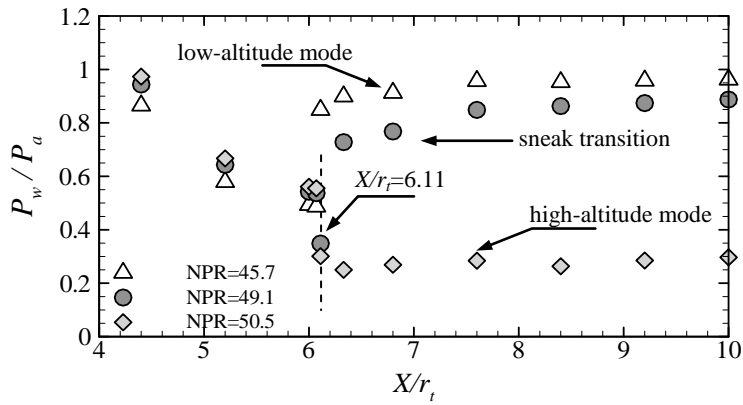 1.2
1
0.8
0.6
0.4
0.2
0
P_w / P_a
low-altitude mode
sneak transition
X/r_t=6.11
high-altitude mode
NPR=45.7
NPR=49.1
NPR=50.5
4 5 6 7 8 9 10
X/r_t